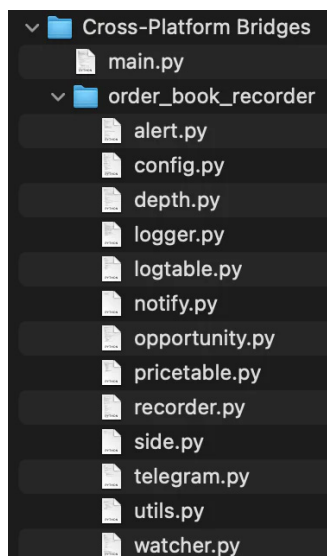 Cross-Platform Bridges
main.py
order_book_recorder
alert.py
config.py
depth.py
logger.py
logtable.py
notify.py
opportunity.py
pricetable.py
recorder.py
side.py
telegram.py
utils.py
watcher.py